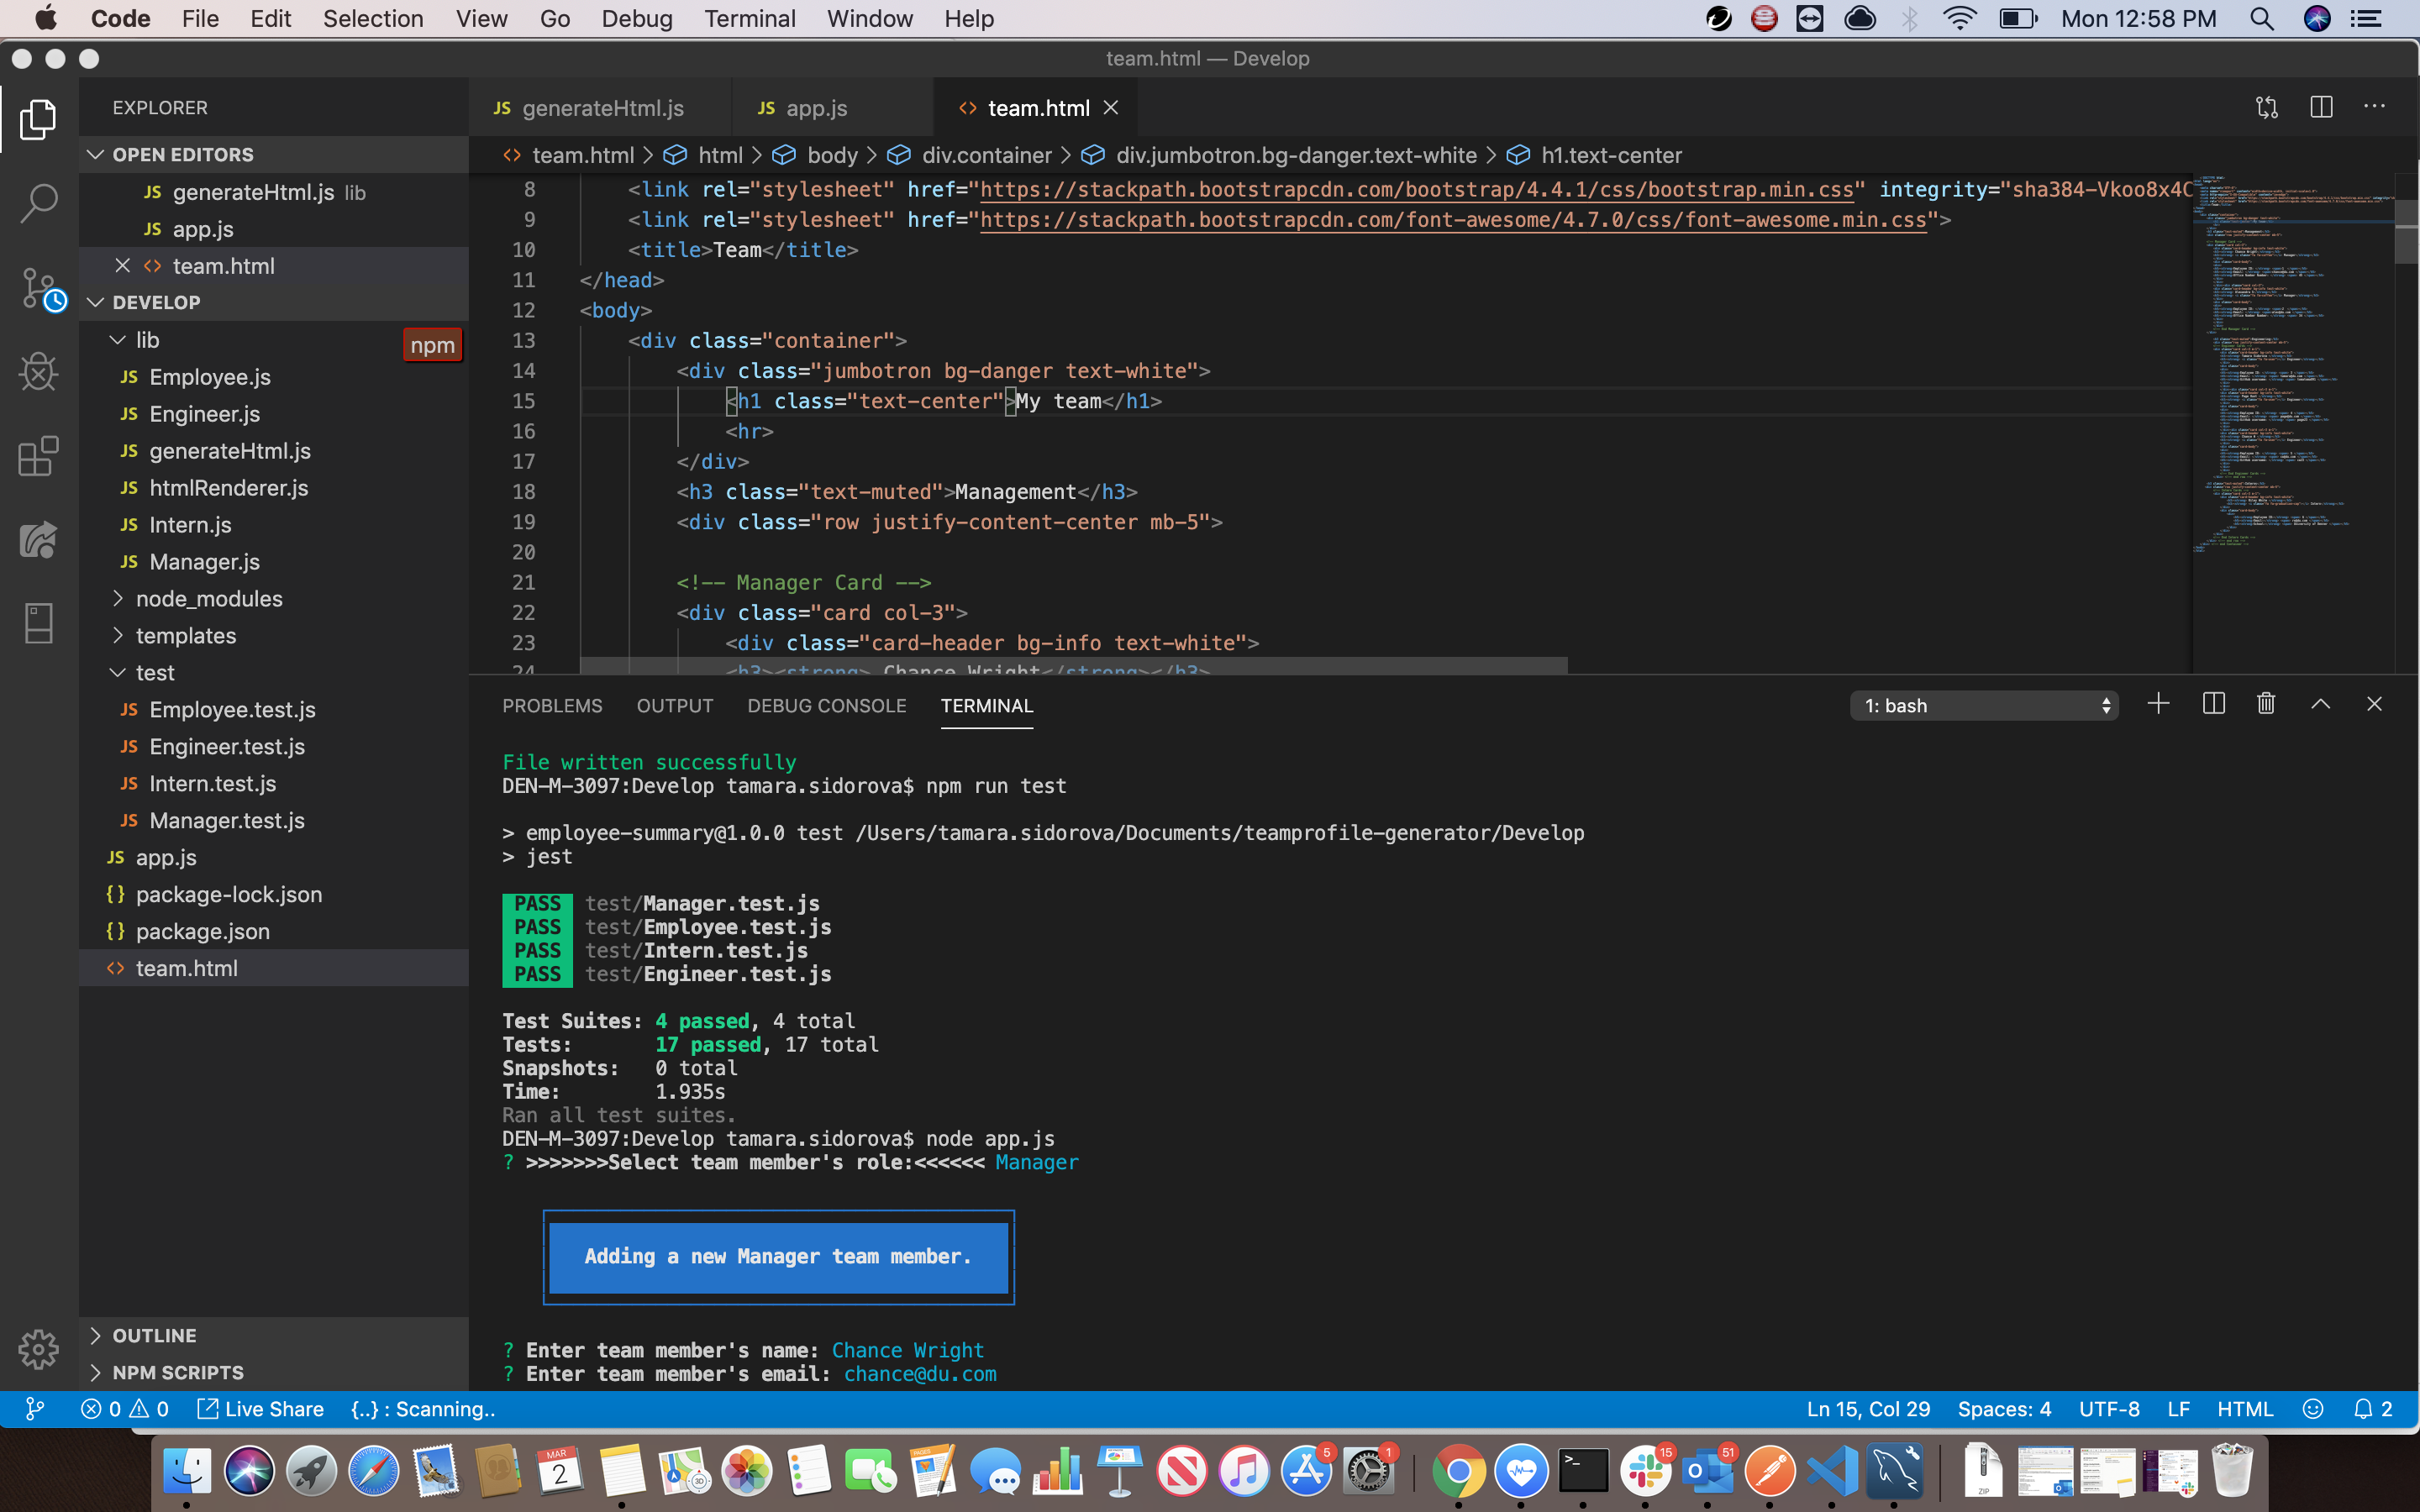 Code File Edit Selection View Go Debug Terminal Window Help Mon 12:58 PM
team.html — Develop
EXPLORER
OPEN EDITORS
JS generateHtml.js lib
JS app.js
<> team.html
DEVELOP
lib
npm
JS Employee.js
JS Engineer.js
JS generateHtml.js
JS htmlRenderer.js
JS Intern.js
JS Manager.js
node_modules
templates
test
JS Employee.test.js
JS Engineer.test.js
JS Intern.test.js
JS Manager.test.js
JS app.js
{} package-lock.json
{} package.json
<> team.html
OUTLINE
NPM SCRIPTS
JS generateHtml.js JS app.js <> team.html
<> team.html > html > body > div.container > div.jumbotron.bg-danger.text-white > h1.text-center
8 <link rel="stylesheet" href="https://stackpath.bootstrapcdn.com/bootstrap/4.4.1/css/bootstrap.min.css" integrity="sha384-Vkoo8x4C
9 <link rel="stylesheet" href="https://stackpath.bootstrapcdn.com/font-awesome/4.7.0/css/font-awesome.min.css">
10 <title>Team</title>
11 </head>
12 <body>
13 <div class="container">
14 <div class="jumbotron bg-danger text-white">
15 <h1 class="text-center">My team</h1>
16 <hr>
17 </div>
18 <h3 class="text-muted">Management</h3>
19 <div class="row justify-content-center mb-5">
20
21 <!-- Manager Card -->
22 <div class="card col-3">
23 <div class="card-header bg-info text-white">
24 <h3><strong> Chance Wright</strong></h3>
PROBLEMS OUTPUT DEBUG CONSOLE TERMINAL 1: bash
File written successfully
DEN-M-3097:Develop tamara.sidorova$ npm run test
> employee-summary@1.0.0 test /Users/tamara.sidorova/Documents/teamprofile-generator/Develop
> jest
PASS test/Manager.test.js
PASS test/Employee.test.js
PASS test/Intern.test.js
PASS test/Engineer.test.js
Test Suites: 4 passed, 4 total
Tests: 17 passed, 17 total
Snapshots: 0 total
Time: 1.935s
Ran all test suites.
DEN-M-3097:Develop tamara.sidorova$ node app.js
? >>>>>>>Select team member's role:<<<<<< Manager
Adding a new Manager team member.
? Enter team member's name: Chance Wright
? Enter team member's email: chance@du.com
0 0 Live Share {..} : Scanning.. Ln 15, Col 29 Spaces: 4 UTF-8 LF HTML 2
MAR
2
PAGES
3D
5
1
>_
15
51
ZIP